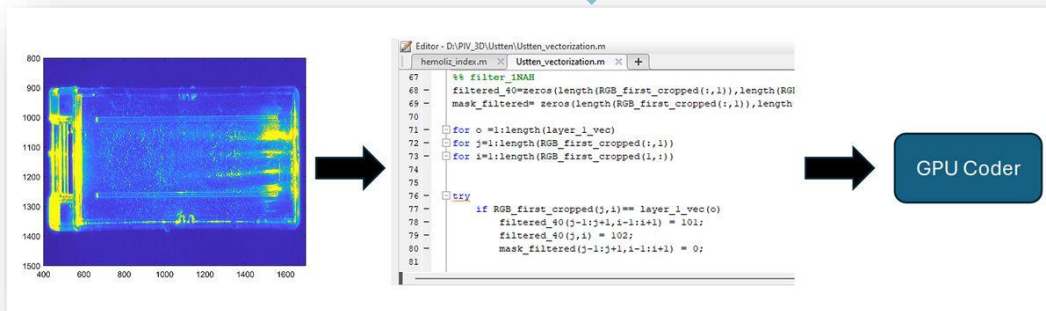 800
900
1000
1100
1200
1300
1400
1500
400 600 800 1000 1200 1400 1600
Editor - D:\PIV_3D\Ustten\Ustten_vectorization.m
hemoliz_index.m × Ustten_vectorization.m × +
67 %% filter_1NAH
68 - filtered_40=zeros(length(RGB_first_cropped(:,1)),length(RGB
69 - mask_filtered= zeros(length(RGB_first_cropped(:,1)),length
70
71 - for o =1:length(layer_1_vec)
72 - for j=1:length(RGB_first_cropped(:,1))
73 - for i=1:length(RGB_first_cropped(1,:))
74
75
76 - try
77 - if RGB_first_cropped(j,i)== layer_1_vec(o)
78 - filtered_40(j-1:j+1,i-1:i+1) = 101;
79 - filtered_40(j,i) = 102;
80 - mask_filtered(j-1:j+1,i-1:i+1) = 0;
81
GPU Coder